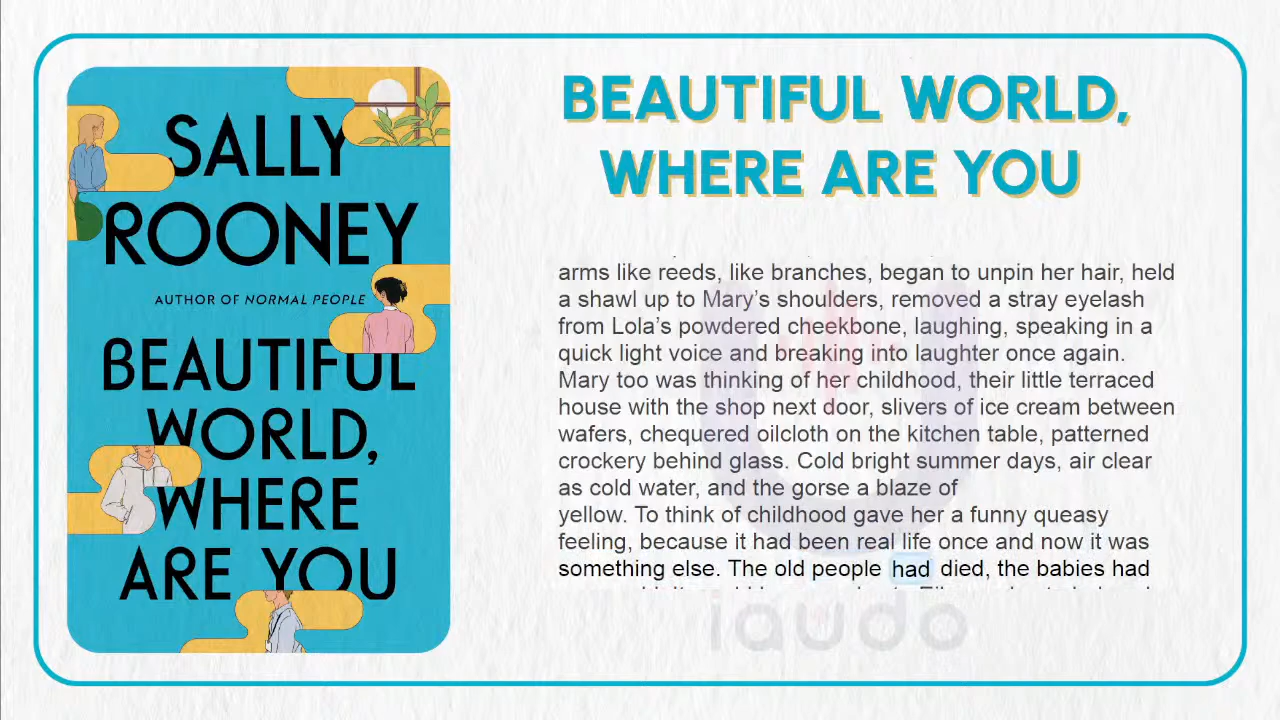 SALLY
ROONEY
AUTHOR OF NORMAL PEOPLE
BEAUTIFUL
WORLD,
WHERE
ARE YOU
BEAUTIFUL WORLD,
WHERE ARE YOU
arms like reeds, like branches, began to unpin her hair, held
a shawl up to Mary’s shoulders, removed a stray eyelash
from Lola’s powdered cheekbone, laughing, speaking in a
quick light voice and breaking into laughter once again.
Mary too was thinking of her childhood, their little terraced
house with the shop next door, slivers of ice cream between
wafers, chequered oilcloth on the kitchen table, patterned
crockery behind glass. Cold bright summer days, air clear
as cold water, and the gorse a blaze of
yellow. To think of childhood gave her a funny queasy
feeling, because it had been real life once and now it was
something else. The old people had died, the babies had
iaudo